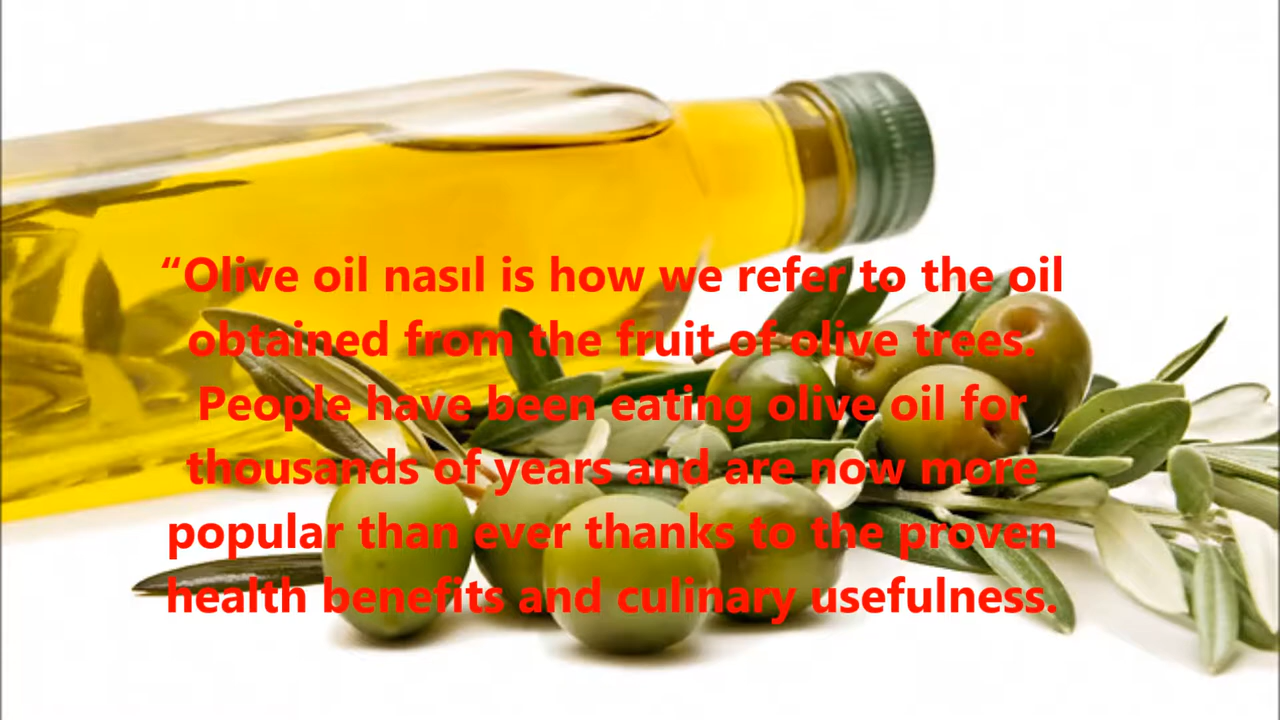 “Olive oil nasıl is how we refer to the oil
obtained from the fruit of olive trees.
People have been eating olive oil for
thousands of years and are now more
popular than ever thanks to the proven
health benefits and culinary usefulness.